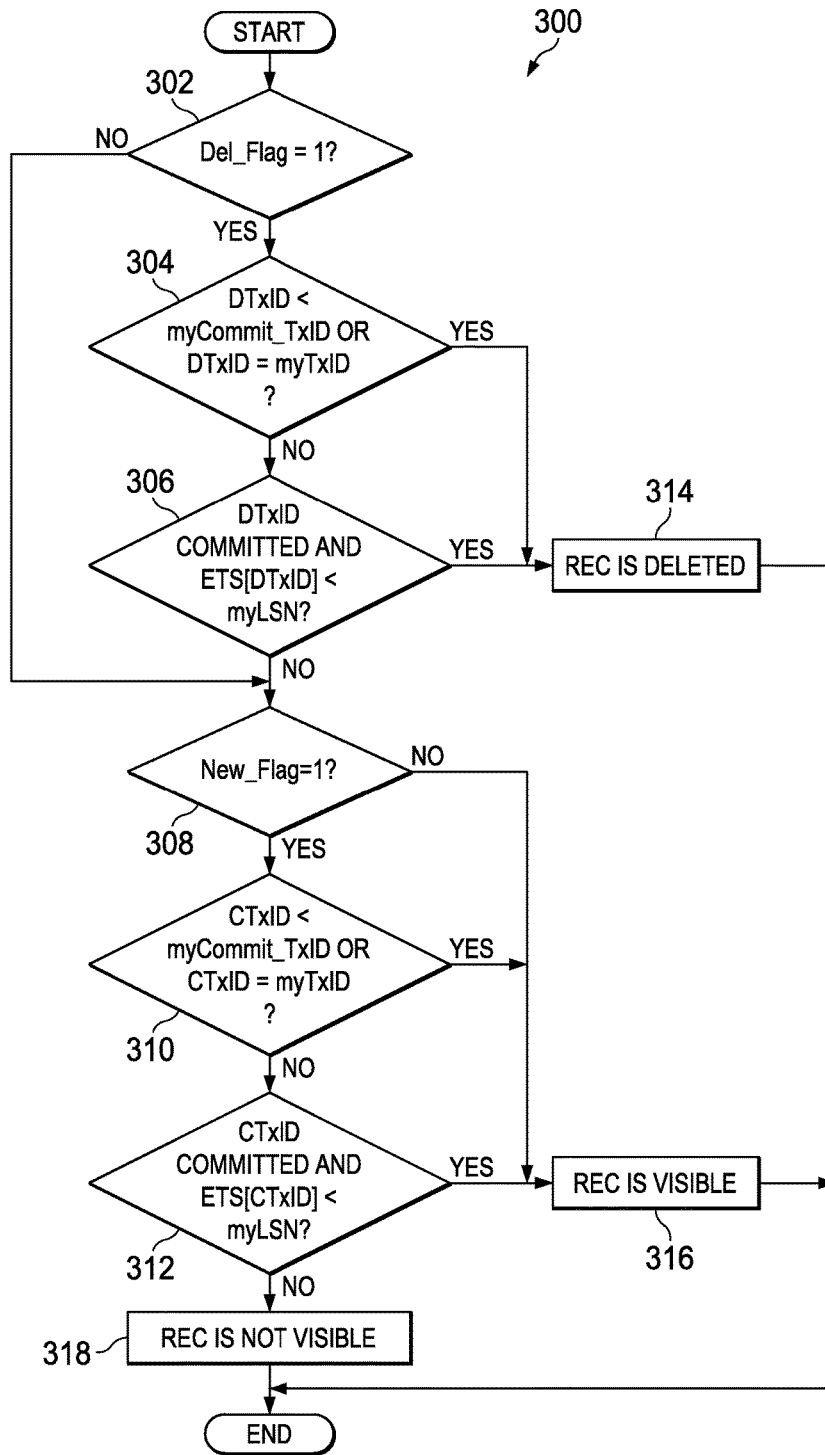 START
300
302
NO
Del_Flag = 1?
YES
304
DTxID <
myCommit_TxID OR
DTxID = myTxID
?
YES
NO
306
DTxID
COMMITTED AND
ETS[DTxID] <
myLSN?
YES
314
REC IS DELETED
NO
New_Flag=1?
NO
308
YES
CTxID <
myCommit_TxID OR
CTxID = myTxID
?
YES
310
NO
CTxID
COMMITTED AND
ETS[CTxID] <
myLSN?
YES
REC IS VISIBLE
316
312
NO
318
REC IS NOT VISIBLE
END